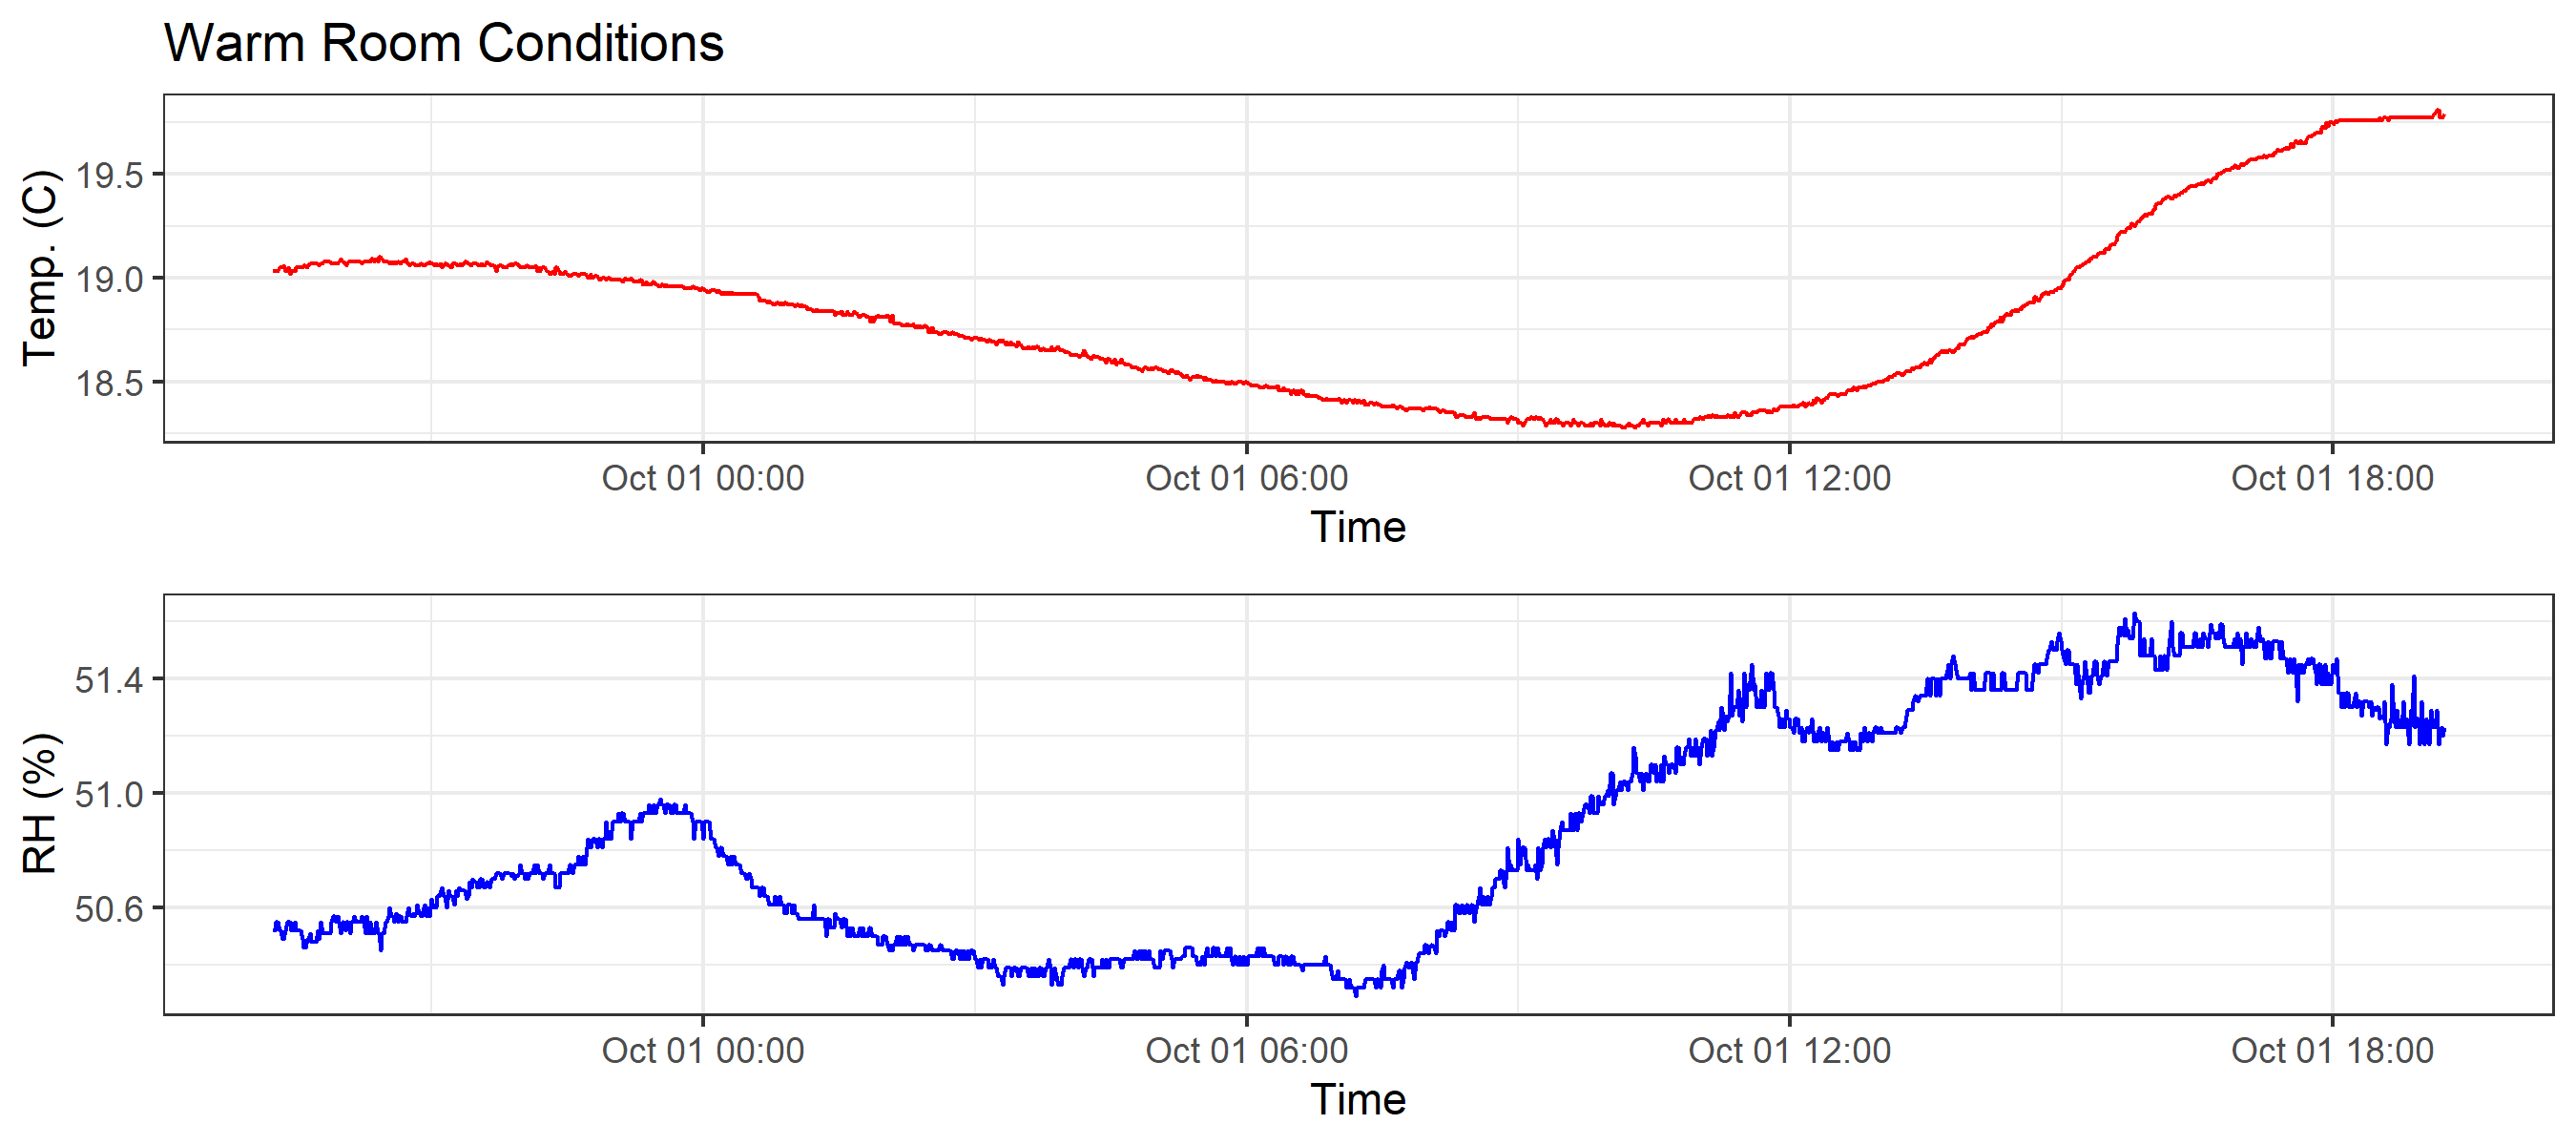 Warm Room Conditions
Temp. (C)
19.5
19.0
18.5
Oct 01 00:00 Oct 01 06:00 Oct 01 12:00 Oct 01 18:00
Time
RH (%)
51.4
51.0
50.6
Oct 01 00:00 Oct 01 06:00 Oct 01 12:00 Oct 01 18:00
Time